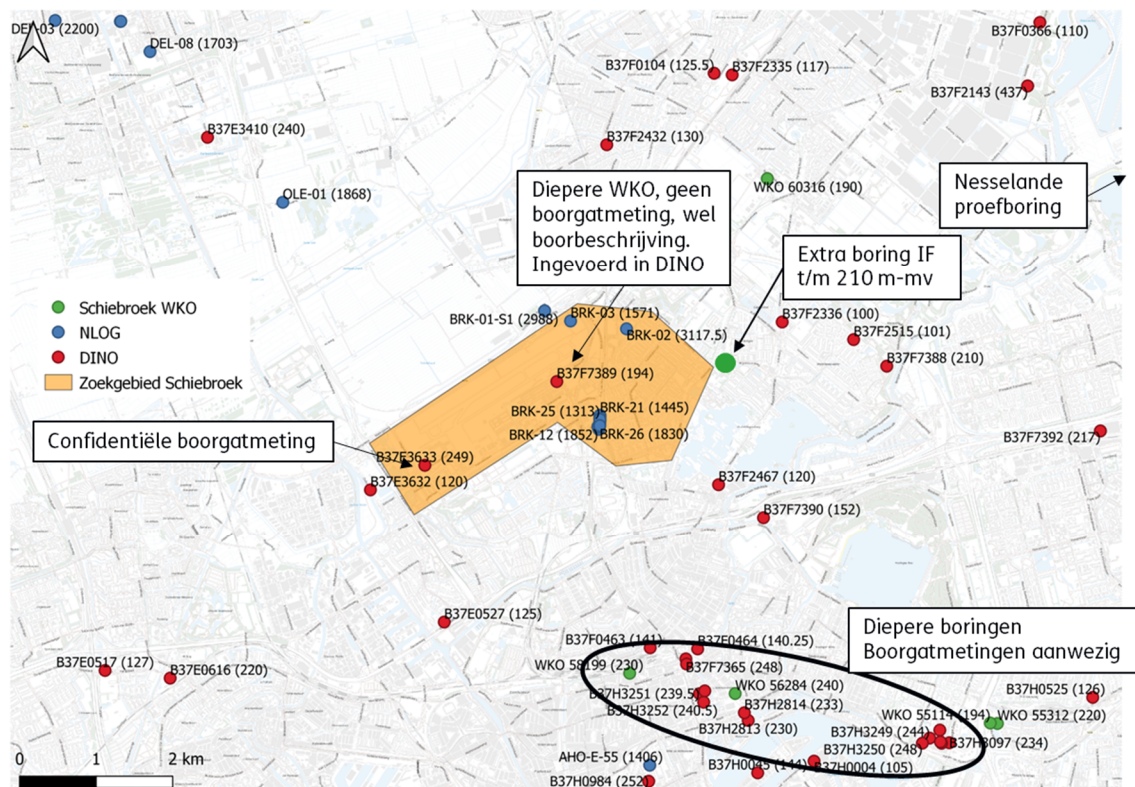 DEL-03 (2200)
DEL-08 (1703)
B37F0366 (110)
B37F0104 (125.5)
B37F2335 (117)
B37F2143 (437)
B37E3410 (240)
B37F2432 (130)
OLE-01 (1868)
WKO 60316 (190)
Diepere WKO, geen
boorgatmeting, wel
boorbeschrijving.
Ingevoerd in DINO
Nesselande
proefboring
Extra boring IF
t/m 210 m-mv
Schiebroek WKO
NLOG
DINO
Zoekgebied Schiebroek
BRK-01-S1 (2988)
BRK-03 (1571)
BRK-02 (3117.5)
B37F2336 (100)
B37F2515 (101)
B37F7388 (210)
B37F7389 (194)
BRK-25 (1313)
BRK-21 (1445)
BRK-12 (1852)
BRK-26 (1830)
Confidentiële boorgatmeting
B37F7392 (217)
B37E3633 (249)
B37E3632 (120)
B37F2467 (120)
B37F7390 (152)
B37E0527 (125)
Diepere boringen
Boorgatmetingen aanwezig
B37F0463 (141)
B37F0464 (140.25)
B37E0517 (127)
B37E0616 (220)
WKO 58199 (230)
B37F7365 (248)
B37H3251 (239.5)
WKO 56284 (240)
B37H0525 (126)
B37H3252 (240.5)
B37H2814 (233)
B37H2813 (230)
WKO 55114 (194)
WKO 55312 (220)
B37H3249 (244)
B37H3097 (234)
B37H3250 (248)
AHO-E-55 (1406)
B37H0045 (144)
B37H0004 (105)
B37H0984 (252)
0 1 2 km